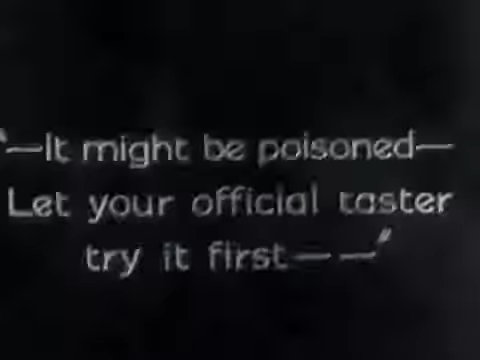 "—It might be poisoned—
Let your official taster
try it first— —"